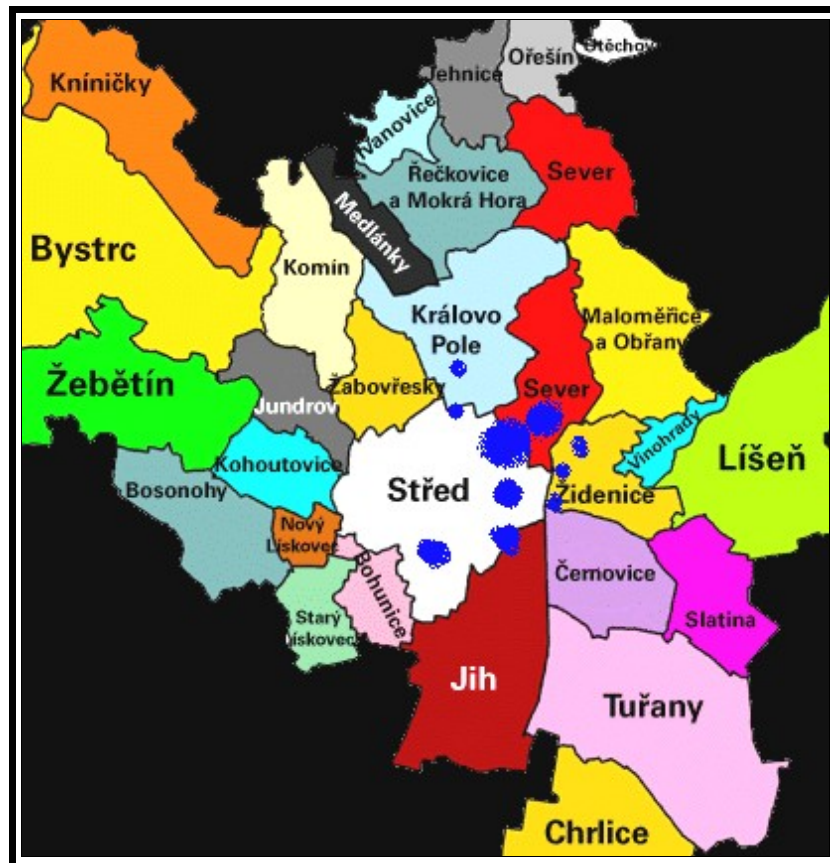 Útěchov
Ořešín
Jehnice
Kníničky
Ivanovice
Řečkovice
a Mokrá Hora
Sever
Medlánky
Bystrc
Komín
Královo
Pole
Maloměřice
a Obřany
Žebětín
Žabovřesky
Sever
Jundrov
Vinohrady
Líšeň
Kohoutovice
Bosonohy
Střed
Židenice
Nový
Lískovec
Bohunice
Černovice
Starý
Lískovec
Slatina
Jih
Tuřany
Chrlice